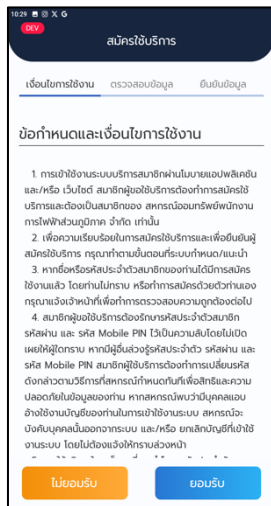 10:29
DEV
สมัครใช้บริการ
เงื่อนไขการใช้งาน ตรวจสอบข้อมูล ยืนยันข้อมูล
ข้อกำหนดและเงื่อนไขการใช้งาน
1. การเข้าใช้งานระบบบริการสมาชิกผ่านโมบายแอปพลิเคชัน
และ/หรือ เว็บไซต์ สมาชิกผู้ขอใช้บริการต้องทำการสมัครใช้
บริการและต้องเป็นสมาชิกของ สหกรณ์ออมทรัพย์พนักงาน
การไฟฟ้าส่วนภูมิภาค จำกัด เท่านั้น
2. เพื่อความเรียบร้อยในการสมัครใช้บริการและเพื่อยืนยันผู้
สมัครใช้บริการ กรุณาทำตามขั้นตอนที่ระบบกำหนด/แนะนำ
3. หากชื่อหรือรหัสประจำตัวสมาชิกของท่านได้มีการสมัคร
ใช้งานแล้ว โดยท่านไม่ทราบ หรือทำการสมัครด้วยตัวท่านเอง
กรุณาแจ้งเจ้าหน้าที่เพื่อทำการตรวจสอบความถูกต้องต่อไป
4. สมาชิกผู้ขอใช้บริการต้องรักษารหัสประจำตัวสมาชิก
รหัสผ่าน และ รหัส Mobile PIN ไว้เป็นความลับโดยไม่เปิด
เผยให้ผู้ใดทราบ หากมีผู้อื่นล่วงรู้รหัสประจำตัว รหัสผ่าน และ
รหัส Mobile PIN สมาชิกผู้ขอใช้บริการต้องทำการเปลี่ยนรหัส
ดังกล่าวตามวิธีการที่สหกรณ์กำหนดทันทีเพื่อสิทธิและความ
ปลอดภัยในข้อมูลของท่าน หากสหกรณ์พบว่ามีบุคคลแอบ
อ้างใช้งานบัญชีของท่านในการเข้าใช้งานระบบ สหกรณ์จะ
บังคับบุคคลนั้นออกจากระบบ และ/หรือ ยกเลิกบัญชีที่เข้าใช้
งานระบบ โดยไม่ต้องแจ้งให้ทราบล่วงหน้า
ไม่ยอมรับ ยอมรับ